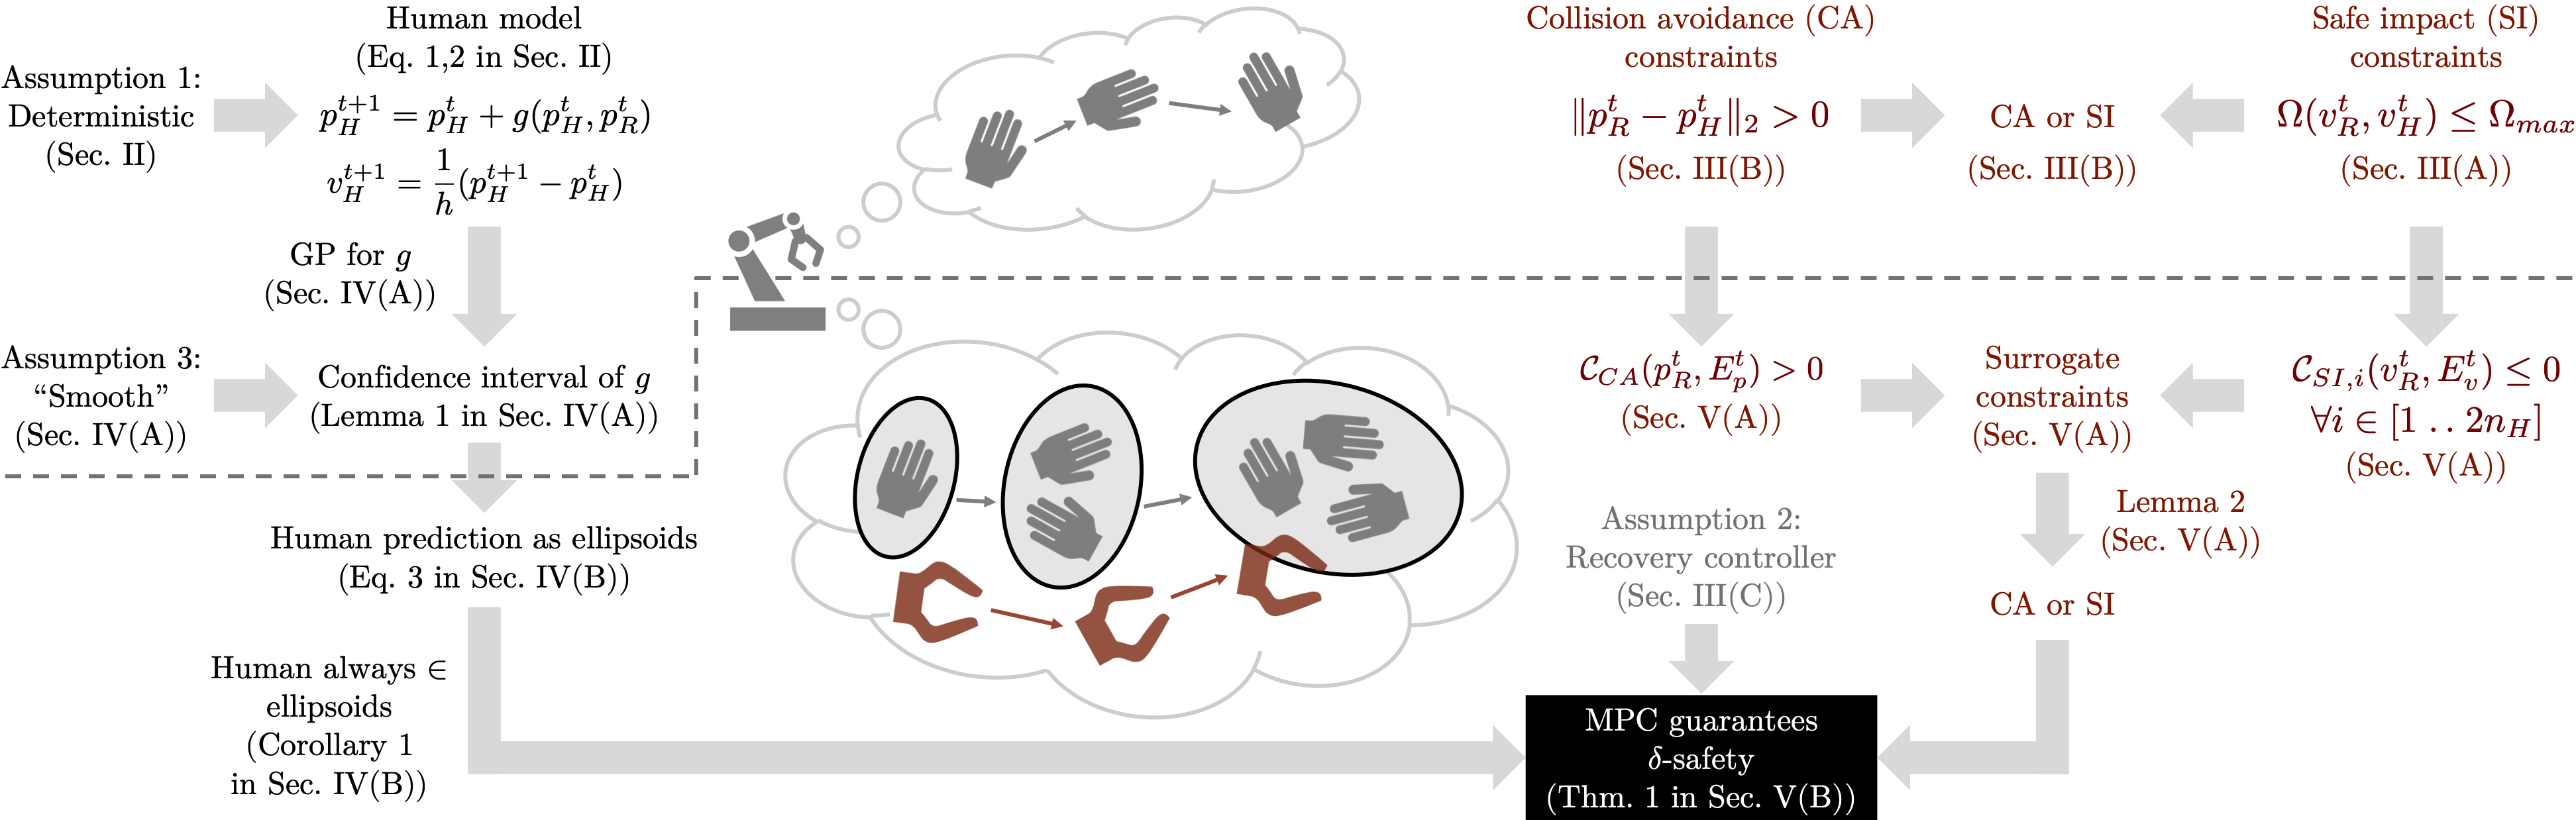 Assumption 1:
Deterministic
(Sec. II)
Human model
(Eq. 1,2 in Sec. II)
$p_H^{t+1} = p_H^t + g(p_H^t, p_R^t)$
$v_H^{t+1} = \frac{1}{h}(p_H^{t+1} - p_H^t)$
GP for g
(Sec. IV(A))
Assumption 3:
“Smooth”
(Sec. IV(A))
Confidence interval of g
(Lemma 1 in Sec. IV(A))
Human prediction as ellipsoids
(Eq. 3 in Sec. IV(B))
Human always ∈
ellipsoids
(Corollary 1
in Sec. IV(B))
Collision avoidance (CA)
constraints
$\|p_R^t - p_H^t\|_2 > 0$
(Sec. III(B))
CA or SI
(Sec. III(B))
Safe impact (SI)
constraints
$\Omega(v_R^t, v_H^t) \leq \Omega_{max}$
(Sec. III(A))
$\mathcal{C}_{CA}(p_R^t, E_p^t) > 0$
(Sec. V(A))
Surrogate
constraints
(Sec. V(A))
$\mathcal{C}_{SI,i}(v_R^t, E_v^t) \leq 0$
$\forall i \in [1 .. 2n_H]$
(Sec. V(A))
Assumption 2:
Recovery controller
(Sec. III(C))
Lemma 2
(Sec. V(A))
CA or SI
MPC guarantees
δ-safety
(Thm. 1 in Sec. V(B))